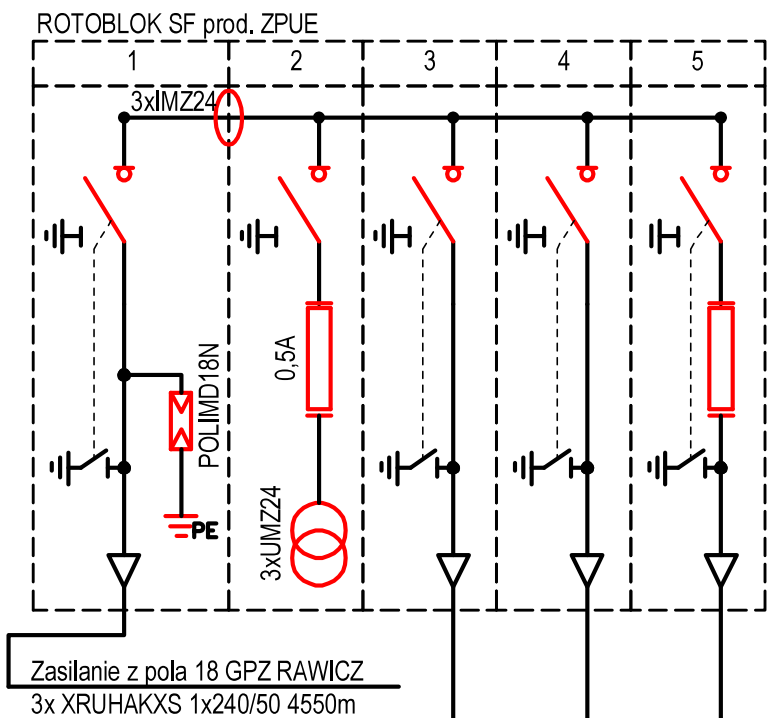 ROTOBLOK SF prod. ZPUE
1 2 3 4 5
3xIMZ24
0,5A
POLIMD18N
PE
3xUMZ24
Zasilanie z pola 18 GPZ RAWICZ
3x XRUHAKXS 1x240/50 4550m